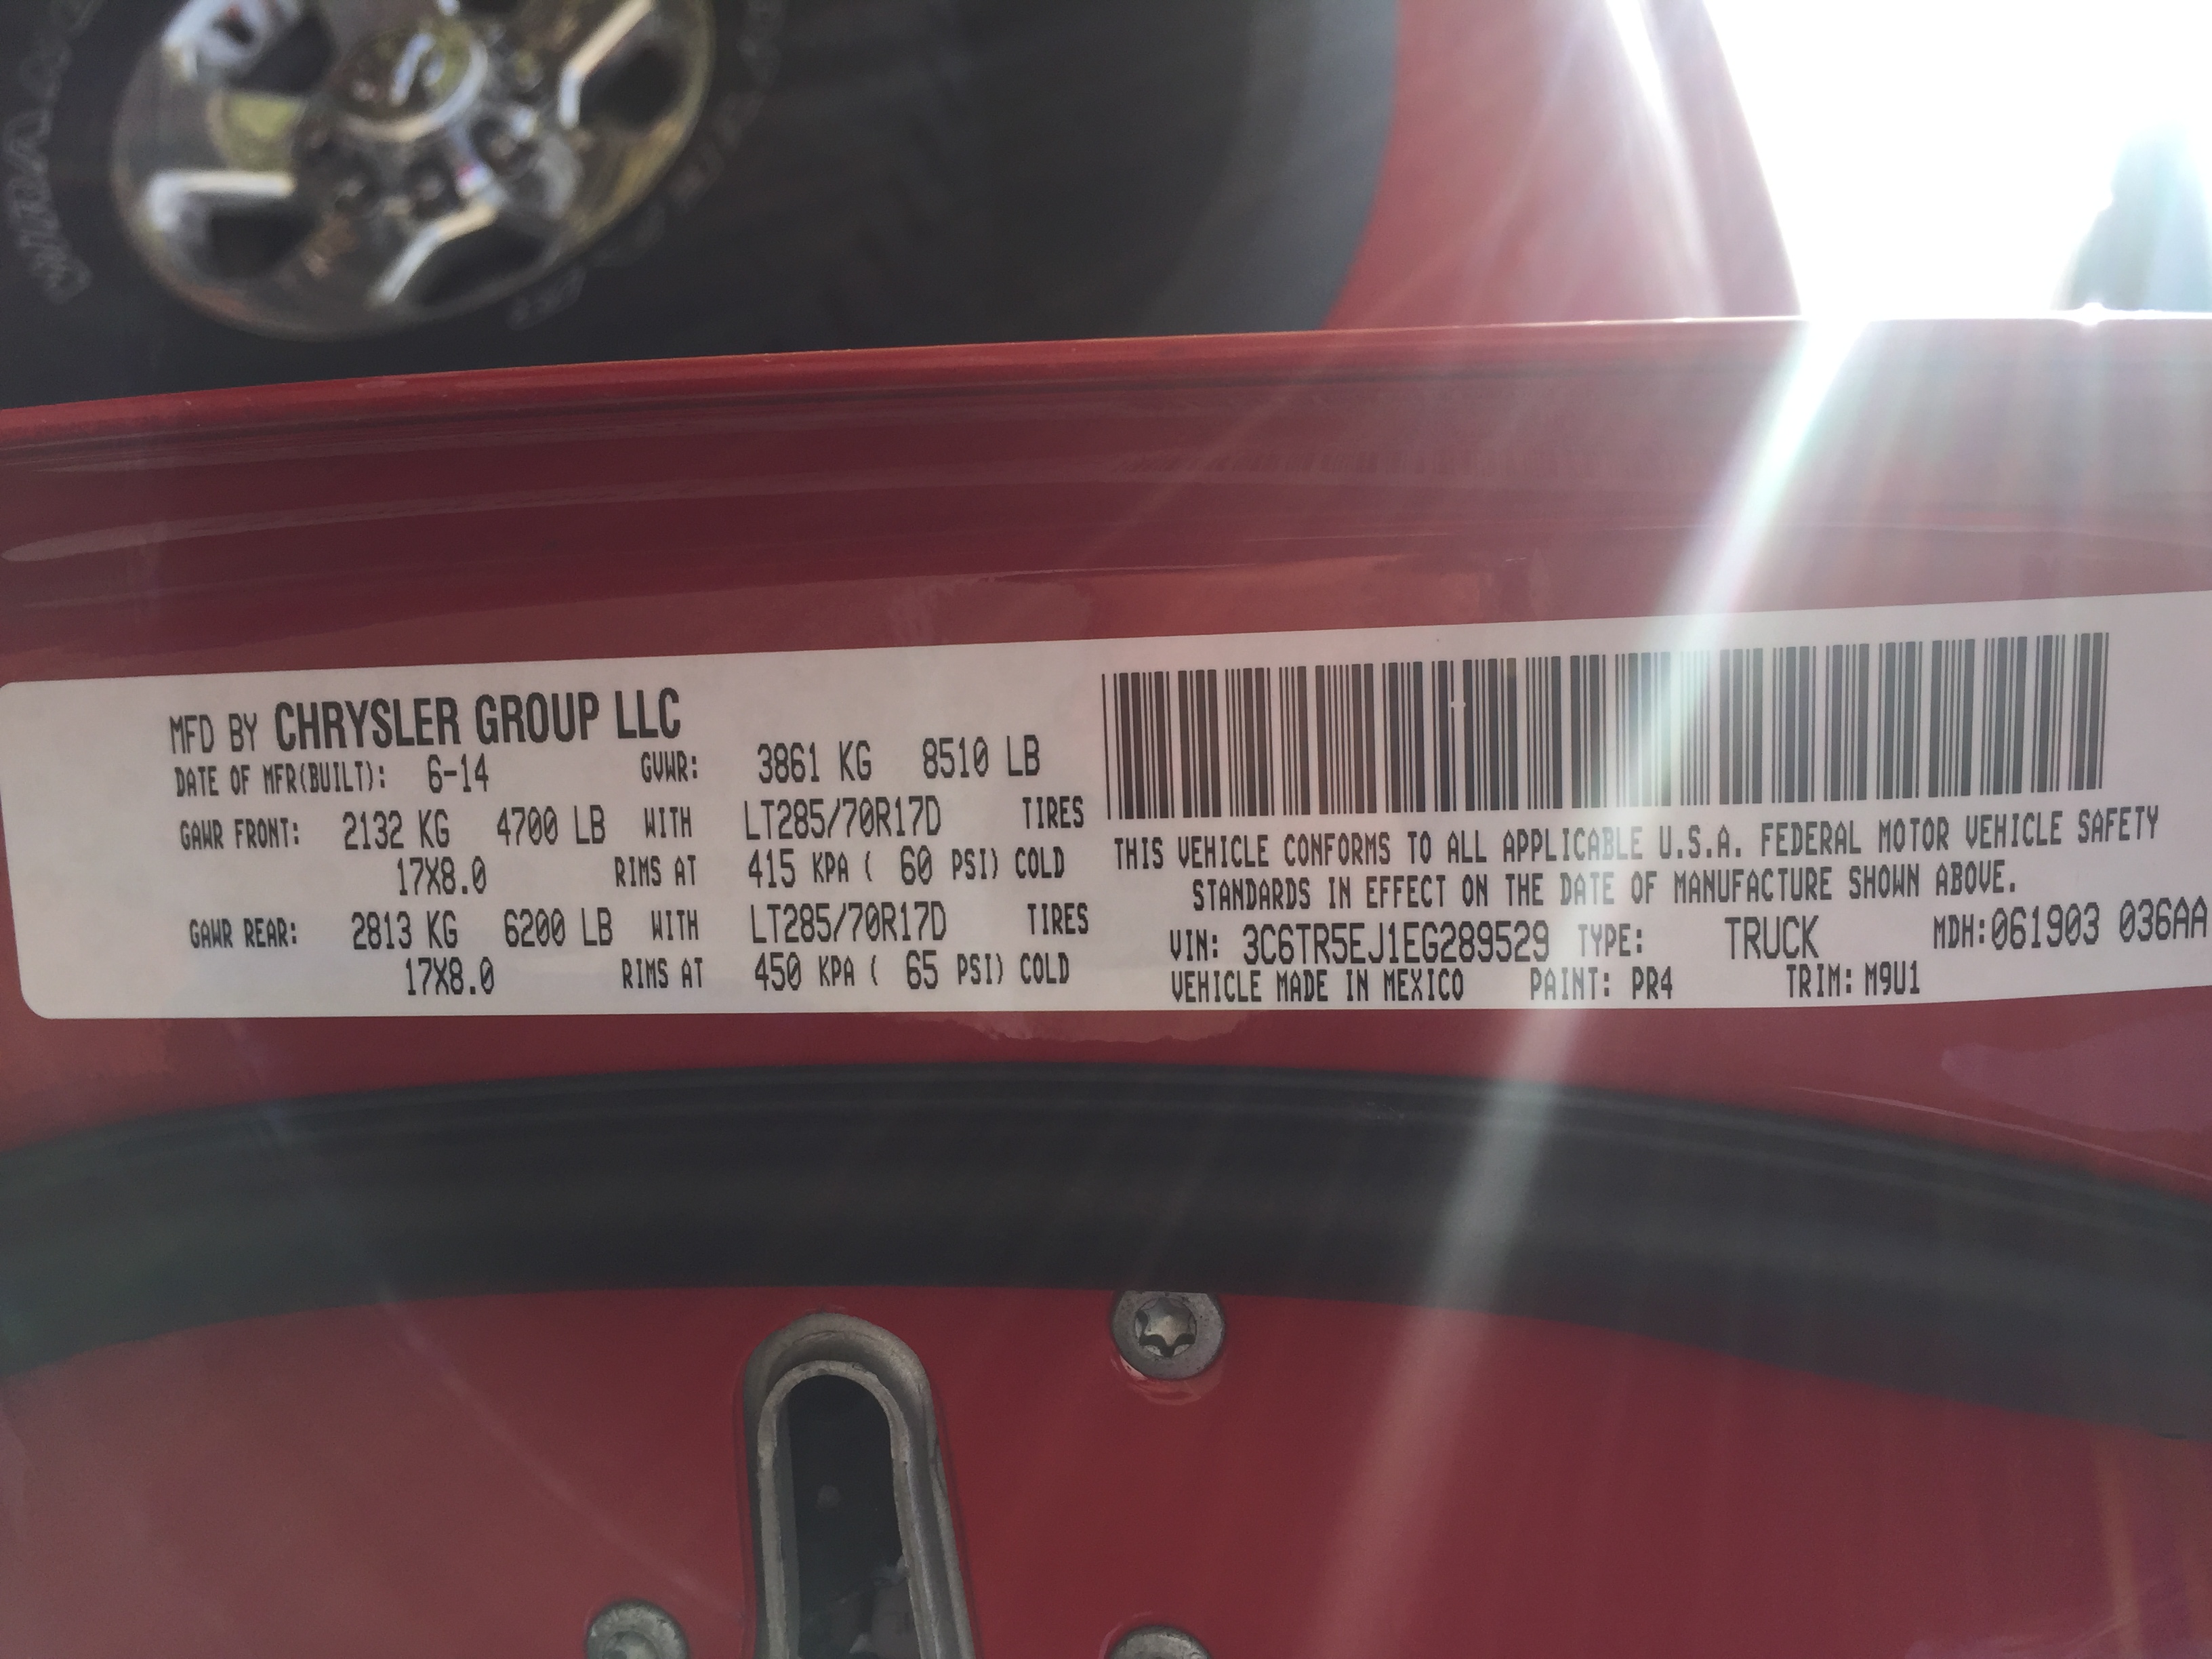 MFD BY CHRYSLER GROUP LLC
DATE OF MFR(BUILT): 6-14 GVWR: 3861 KG 8510 LB
GAWR FRONT: 2132 KG 4700 LB WITH LT285/70R17D TIRES
17X8.0 RIMS AT 415 KPA ( 60 PSI) COLD
GAWR REAR: 2813 KG 6200 LB WITH LT285/70R17D TIRES
17X8.0 RIMS AT 450 KPA ( 65 PSI) COLD
THIS VEHICLE CONFORMS TO ALL APPLICABLE U.S.A. FEDERAL MOTOR VEHICLE SAFETY
STANDARDS IN EFFECT ON THE DATE OF MANUFACTURE SHOWN ABOVE.
VIN: 3C6TR5EJ1EG289529 TYPE: TRUCK MDH:061903 036AA
VEHICLE MADE IN MEXICO PAINT: PR4 TRIM: M9U1